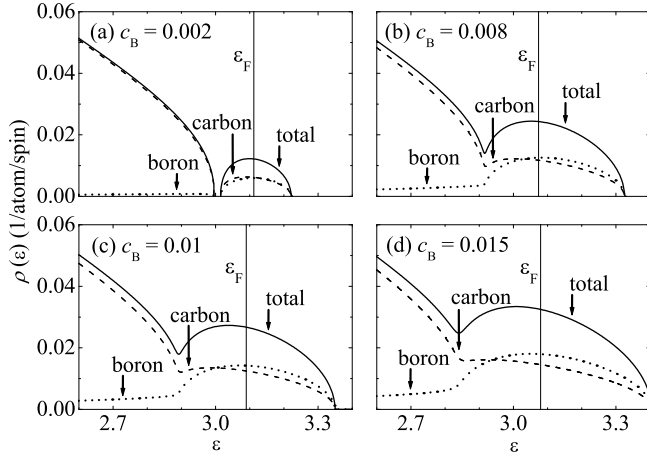 0.06
0.04
0.02
0.00
(a) c_B = 0.002
ε_F
carbon
total
boron
(b) c_B = 0.008
ε_F
carbon
total
boron
ρ(ε) (1/atom/spin)
0.06
0.04
0.02
0.00
(c) c_B = 0.01
ε_F
carbon
total
boron
2.7 3.0 3.3
ε
(d) c_B = 0.015
ε_F
carbon
total
boron
2.7 3.0 3.3
ε